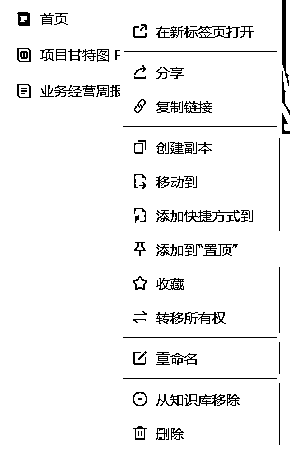 首页
项目甘特图 F
业务经营周报
在新标签页打开
分享
复制链接
创建副本
移动到
添加快捷方式到
添加到“置顶”
收藏
转移所有权
重命名
从知识库移除
删除